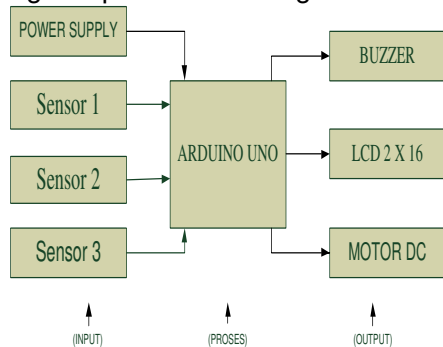 POWER SUPPLY
Sensor 1
Sensor 2
Sensor 3
ARDUINO UNO
BUZZER
LCD 2 X 16
MOTOR DC
(INPUT)
(PROSES)
(OUTPUT)